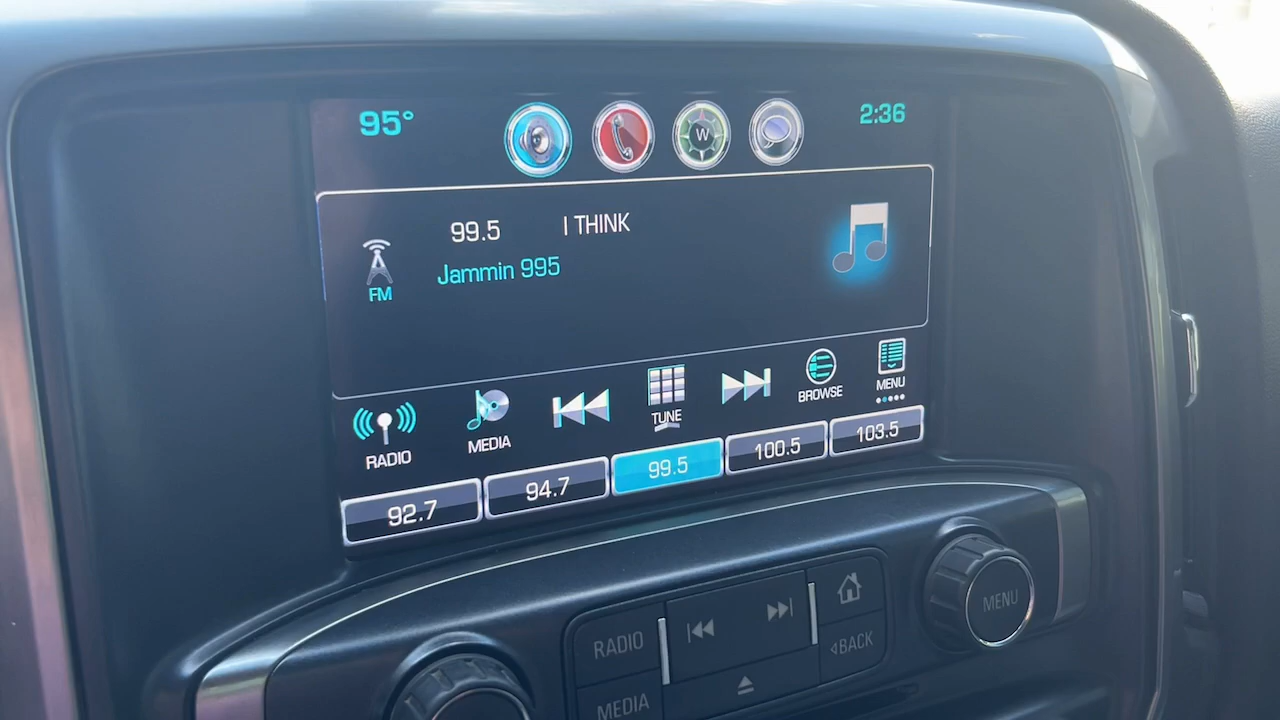 95°
W
2:36
99.5 I THINK
Jammin 995
FM
RADIO
MEDIA
TUNE
BROWSE
MENU
92.7
94.7
99.5
100.5
103.5
RADIO
MEDIA
BACK
MENU